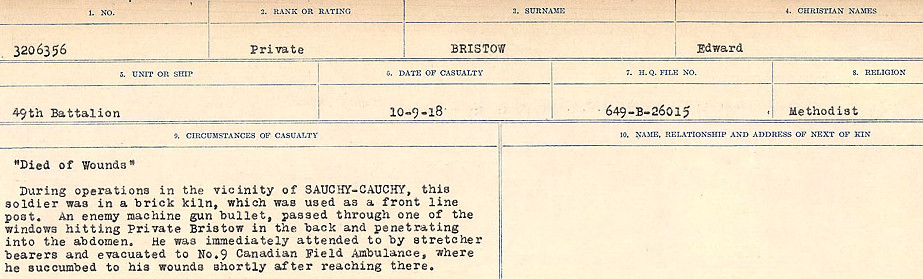 1. NO. 2. RANK OR RATING 3. SURNAME 4. CHRISTIAN NAMES
3206356 Private BRISTOW Edward
5. UNIT OR SHIP 6. DATE OF CASUALTY 7. H.Q. FILE NO. 8. RELIGION
49th Battalion 10-9-18 649-B-26015 Methodist
9. CIRCUMSTANCES OF CASUALTY 10. NAME, RELATIONSHIP AND ADDRESS OF NEXT OF KIN
"Died of Wounds"
During operations in the vicinity of SAUCHY-CAUCHY, this
soldier was in a brick kiln, which was used as a front line
post. An enemy machine gun bullet, passed through one of the
windows hitting Private Bristow in the back and penetrating
into the abdomen. He was immediately attended to by stretcher
bearers and evacuated to No.9 Canadian Field Ambulance, where
he succumbed to his wounds shortly after reaching there.